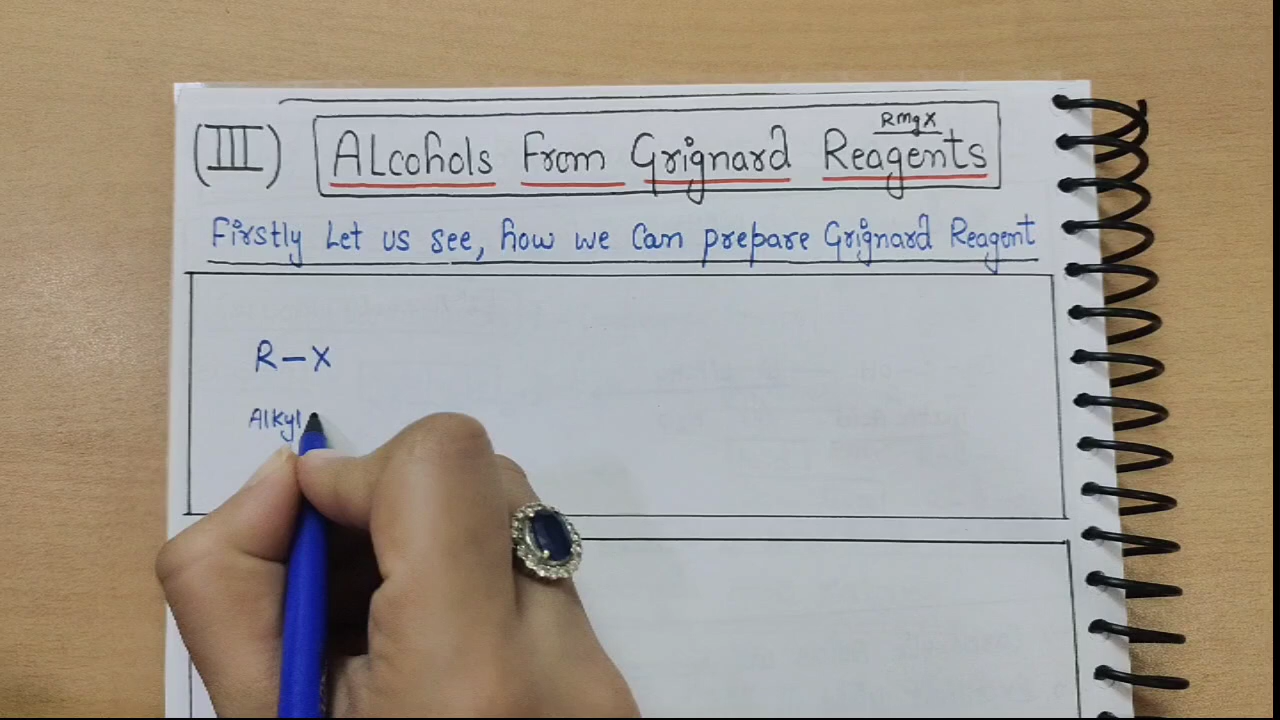 RMgX
(III) Alcohols From Grignard Reagents
Firstly Let us see, how we can prepare Grignard Reagent
R – X
Alkyl